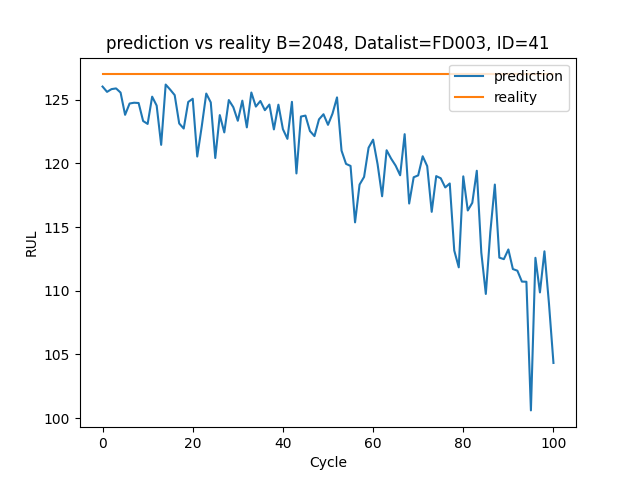 prediction vs reality B=2048, Datalist=FD003, ID=41
prediction
reality
RUL
125
120
115
110
105
100
0 20 40 60 80 100
Cycle